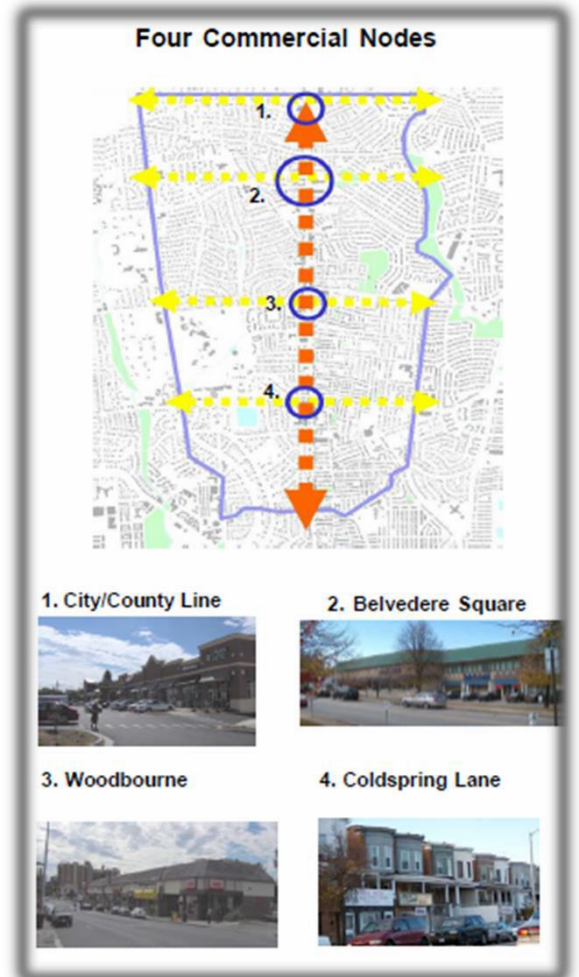 Four Commercial Nodes
1.
2.
3.
4.
1. City/County Line
2. Belvedere Square
3. Woodbourne
4. Coldspring Lane